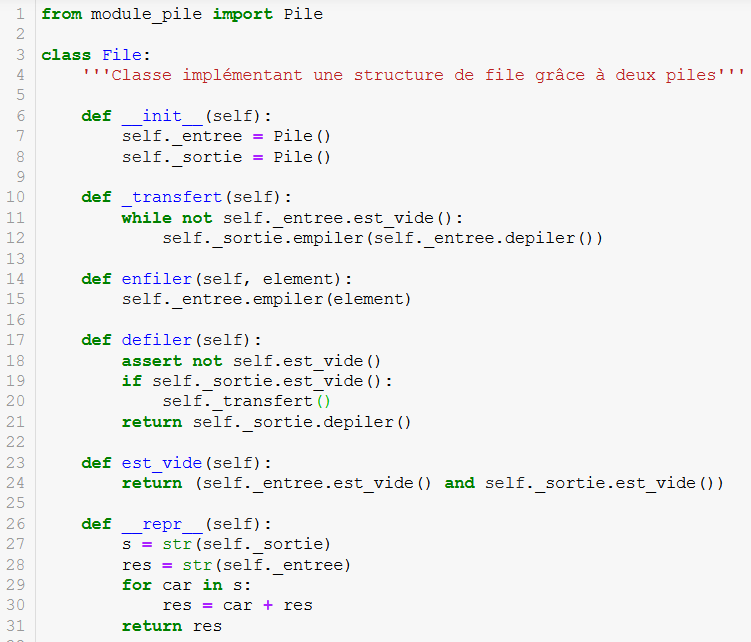 1 from module_pile import Pile
2
3 class File:
4     '''Classe implémentant une structure de file grâce à deux piles'''
5
6     def __init__(self):
7         self._entree = Pile()
8         self._sortie = Pile()
9
10     def _transfert(self):
11         while not self._entree.est_vide():
12             self._sortie.empiler(self._entree.depiler())
13
14     def enfiler(self, element):
15         self._entree.empiler(element)
16
17     def defiler(self):
18         assert not self.est_vide()
19         if self._sortie.est_vide():
20             self._transfert()
21         return self._sortie.depiler()
22
23     def est_vide(self):
24         return (self._entree.est_vide() and self._sortie.est_vide())
25
26     def __repr__(self):
27         s = str(self._sortie)
28         res = str(self._entree)
29         for car in s:
30             res = car + res
31         return res